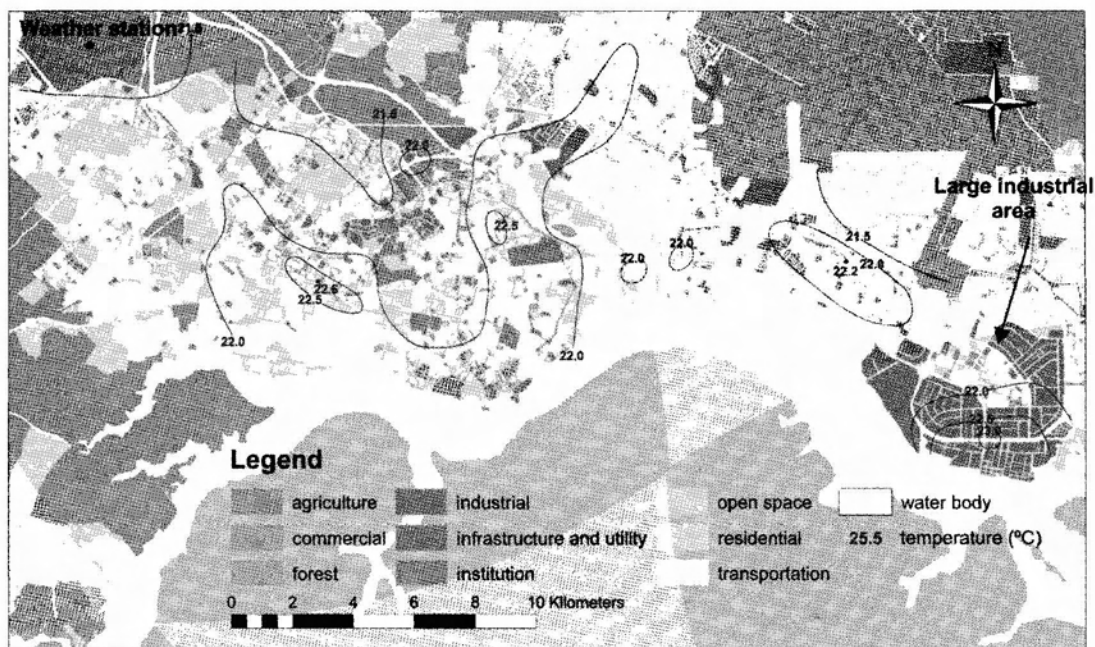 Weather station
N
Large industrial
area
21.5
22.0
22.5
21.5
22.0
22.0
22.2
22.0
22.5
22.6
22.0
22.0
22.0
22.5
Legend
agriculture
industrial
open space
water body
commercial
infrastructure and utility
residential
25.5 temperature (ºC)
forest
institution
transportation
0 2 4 6 8 10 Kilometers